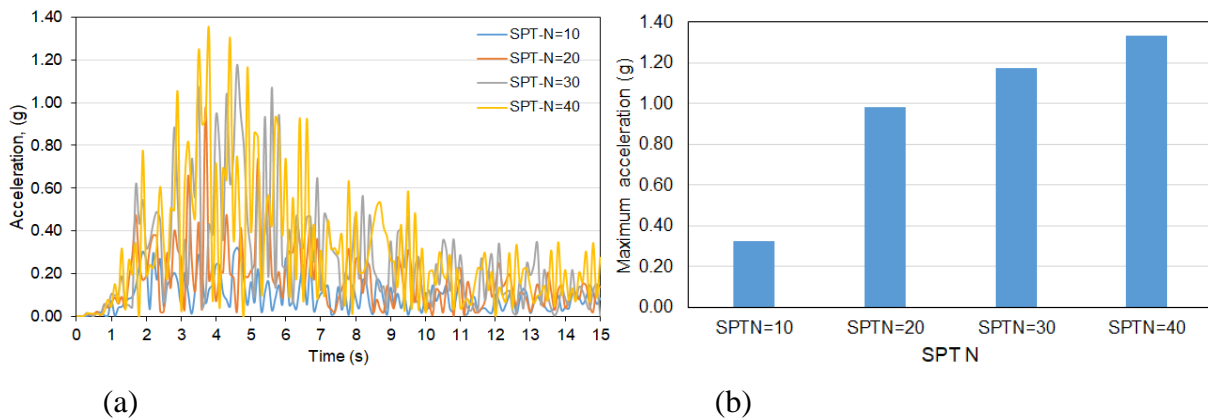 1.40
1.20
1.00
0.80
0.60
0.40
0.20
0.00
Acceleration, (g)
0 1 2 3 4 5 6 7 8 9 10 11 12 13 14 15
Time (s)
SPT-N=10
SPT-N=20
SPT-N=30
SPT-N=40
(a)
1.40
1.20
1.00
0.80
0.60
0.40
0.20
0.00
Maximum acceleration (g)
SPTN=10 SPTN=20 SPTN=30 SPTN=40
SPT N
(b)